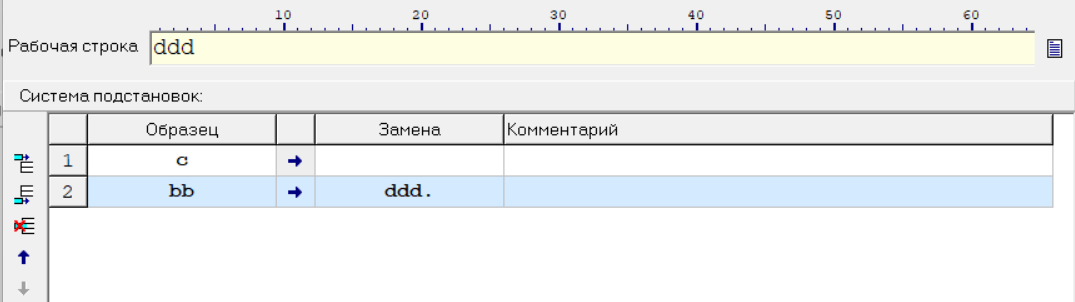 10 20 30 40 50 60
Рабочая строка ddd
Система подстановок:
Образец Замена Комментарий
1 c →
2 bb → ddd.